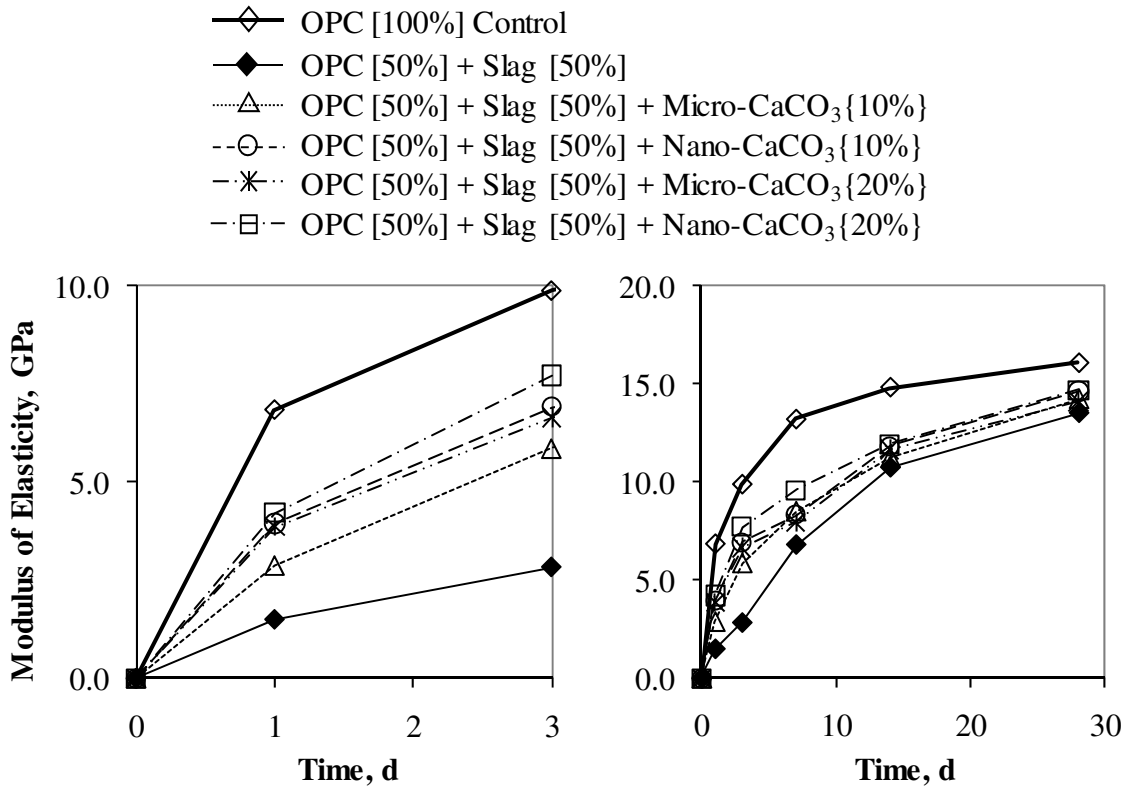 OPC [100%] Control
OPC [50%] + Slag [50%]
OPC [50%] + Slag [50%] + Micro-CaCO₃{10%}
OPC [50%] + Slag [50%] + Nano-CaCO₃{10%}
OPC [50%] + Slag [50%] + Micro-CaCO₃{20%}
OPC [50%] + Slag [50%] + Nano-CaCO₃{20%}
Modulus of Elasticity, GPa
10.0
5.0
0.0
0 1 2 3
Time, d
20.0
15.0
10.0
5.0
0.0
0 10 20 30
Time, d